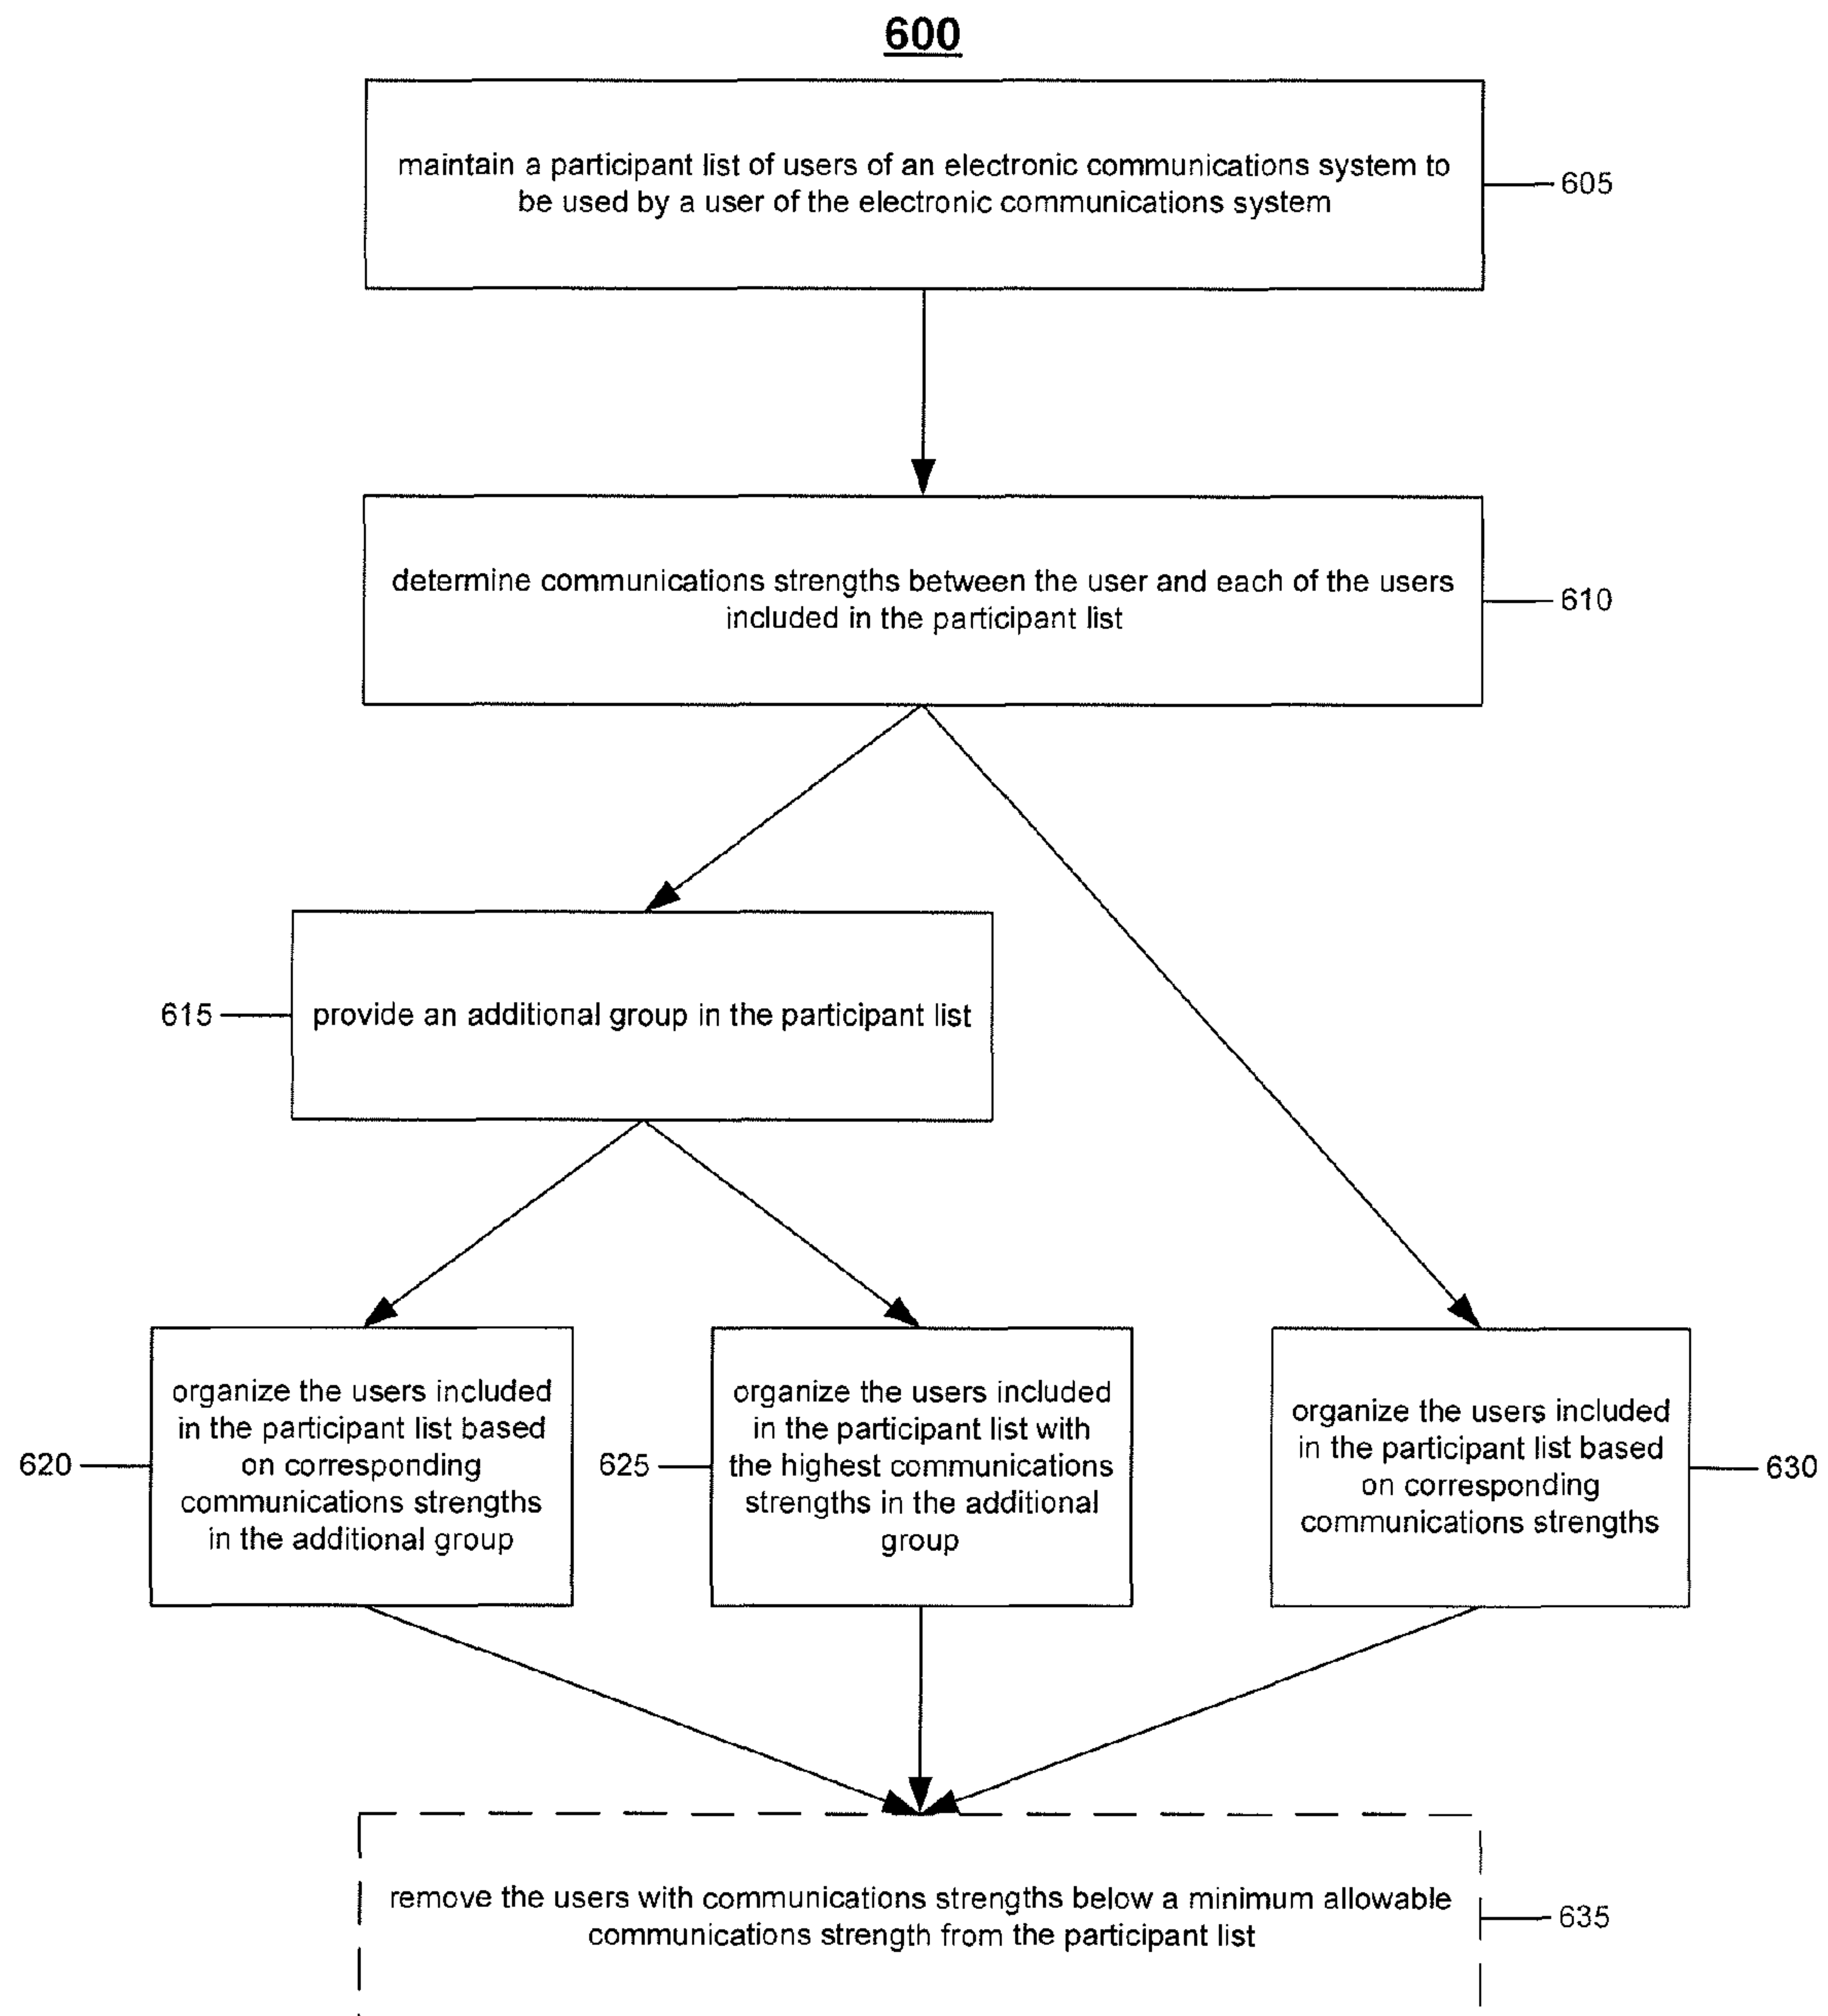 600
maintain a participant list of users of an electronic communications system to
be used by a user of the electronic communications system
605
determine communications strengths between the user and each of the users
included in the participant list
610
615
provide an additional group in the participant list
620
organize the users included
in the participant list based
on corresponding
communications strengths
in the additional group
625
organize the users included
in the participant list with
the highest communications
strengths in the additional
group
organize the users included
in the participant list based
on corresponding
communications strengths
630
remove the users with communications strengths below a minimum allowable
communications strength from the participant list
635